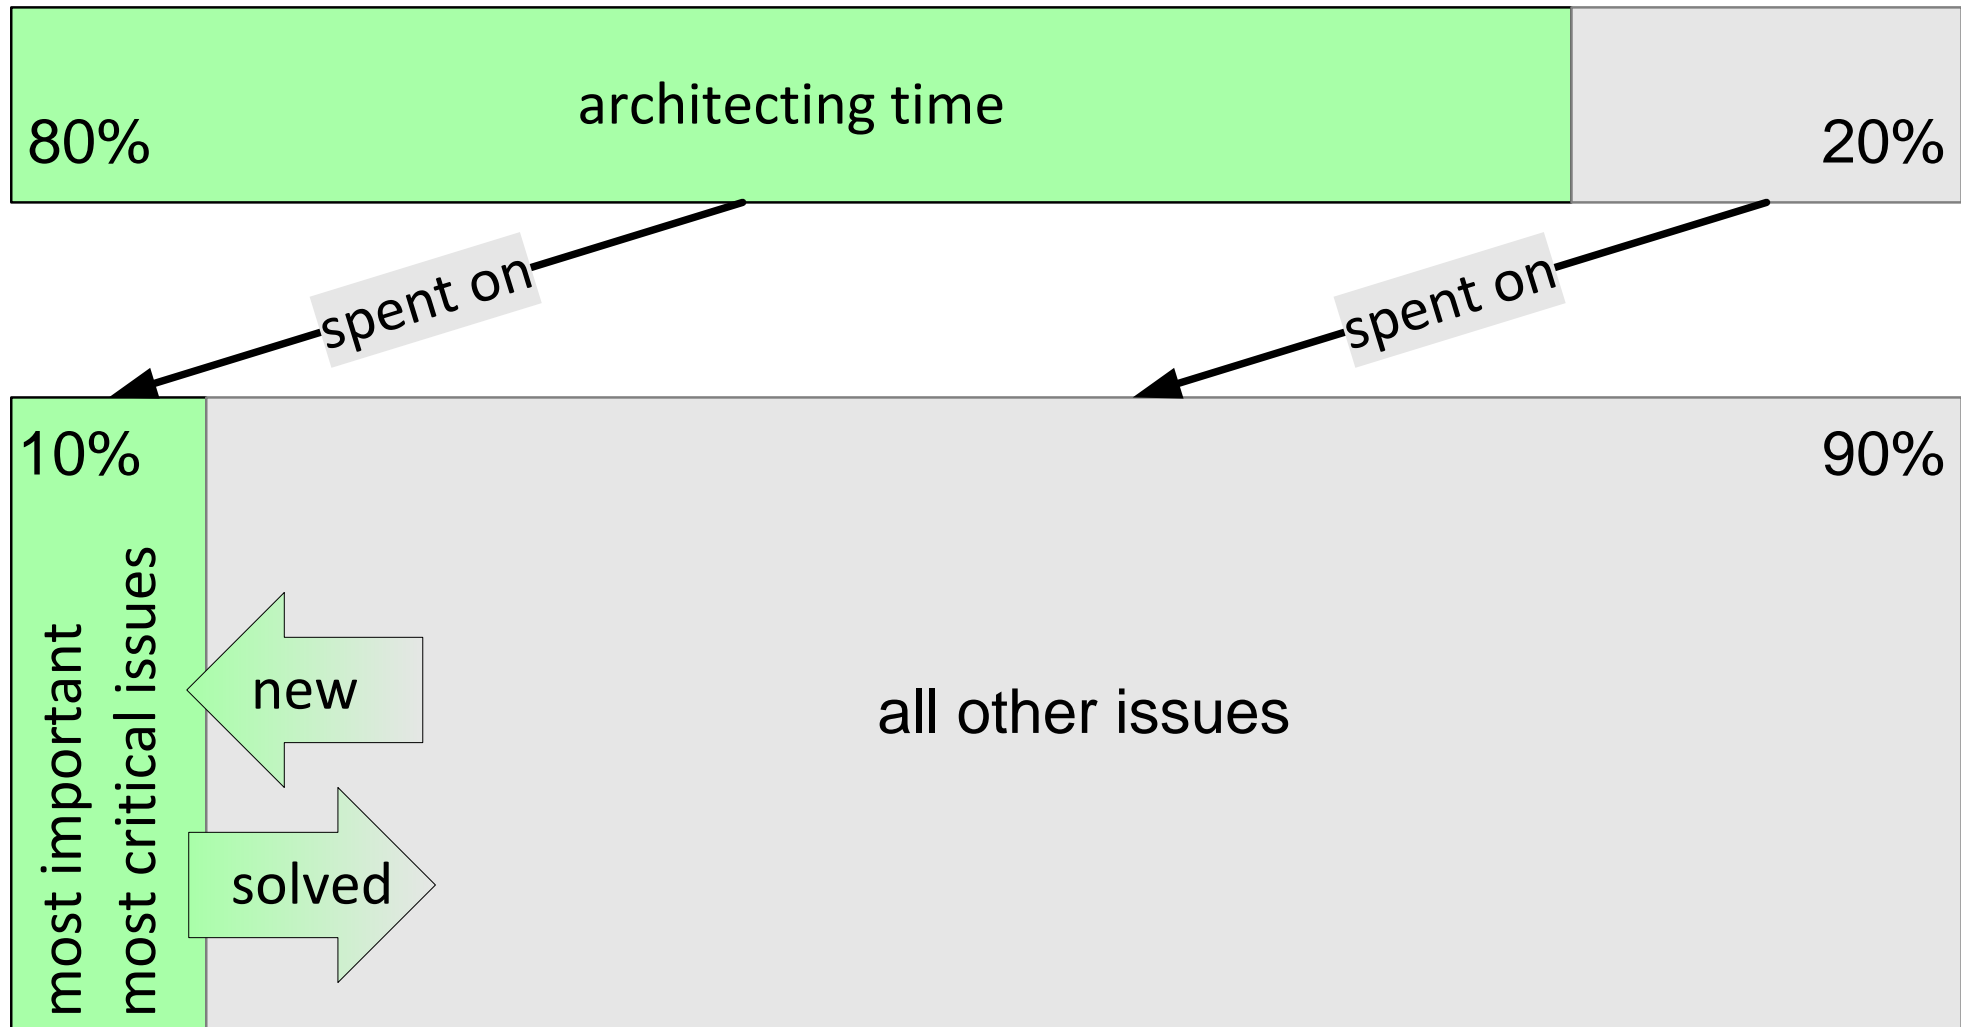 architecting time
80%
20%
spent on
spent on
10%
90%
most important
most critical issues
new
all other issues
solved